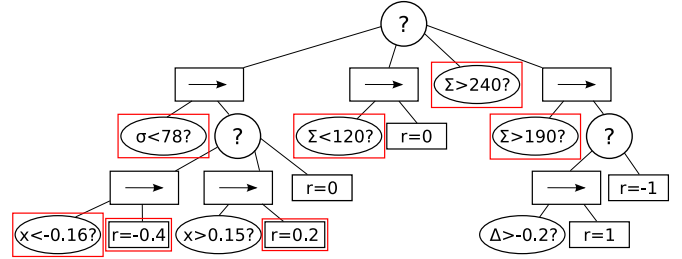 ?
Σ>240?
σ<78?
?
Σ<120?
r=0
Σ>190?
?
r=0
r=-1
x<-0.16?
r=-0.4
x>0.15?
r=0.2
Δ>-0.2?
r=1